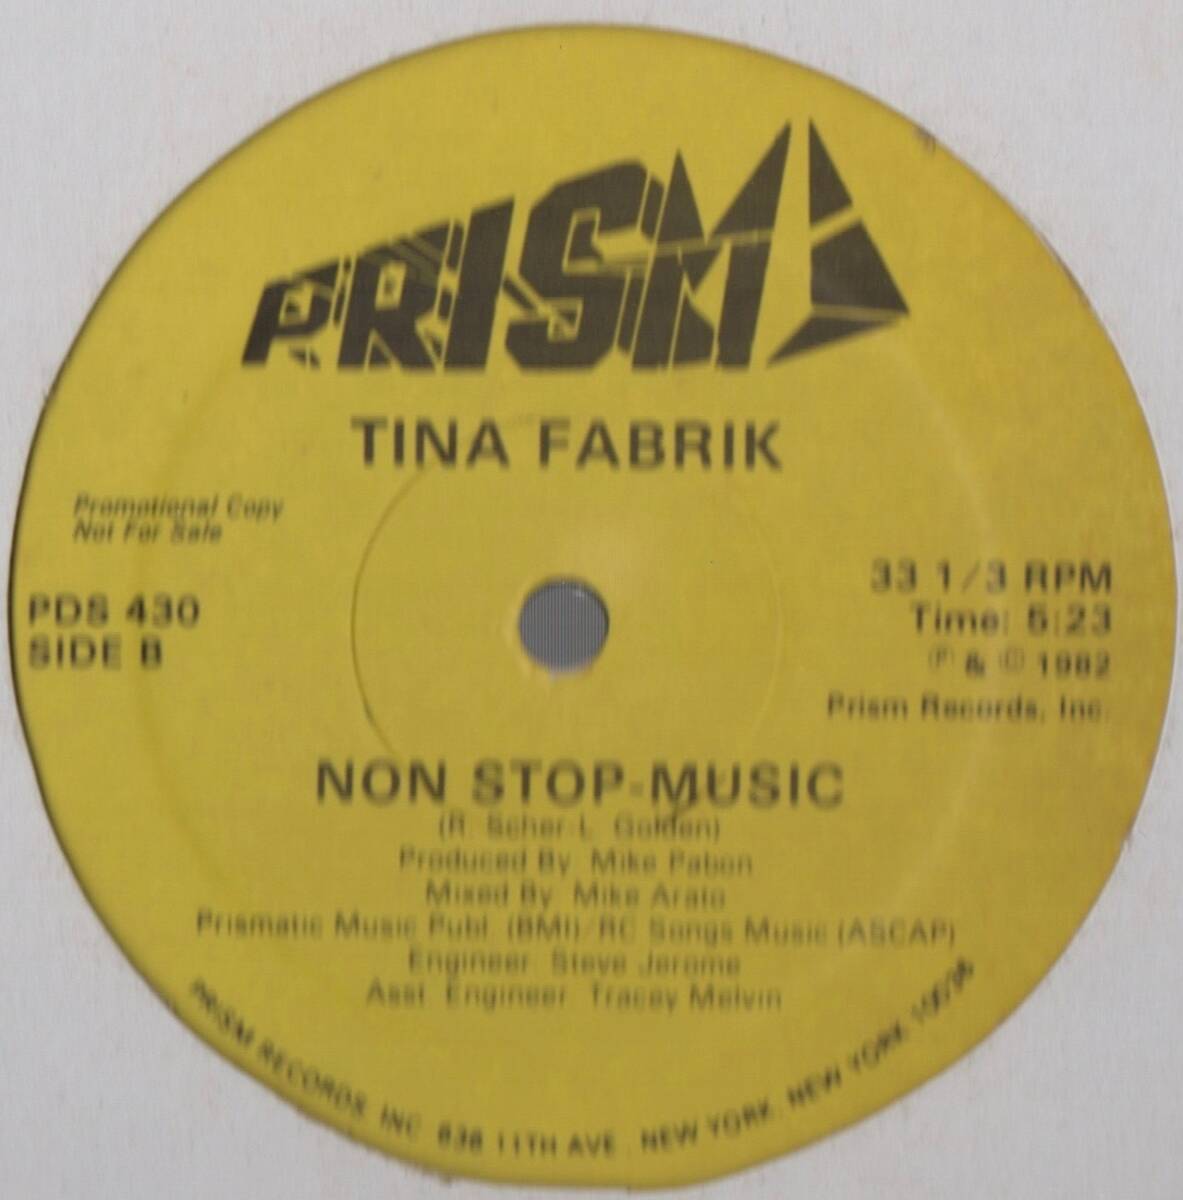 PRISM
TINA FABRIK
Promotional Copy
Not For Sale
PDS 430
SIDE B
33 1/3 RPM
Time: 5:23
Ⓟ & © 1982
Prism Records, Inc.
NON STOP-MUSIC
(R. Scher-L. Golden)
Produced By: Mike Pabon
Mixed By: Mike Arato
Prismatic Music Publ. (BMI)/RC Songs Music (ASCAP)
Engineer: Steve Jerome
Asst. Engineer: Tracey Melvin
PRISM RECORDS, INC. 11TH AVE., NEW YORK, NEW YORK